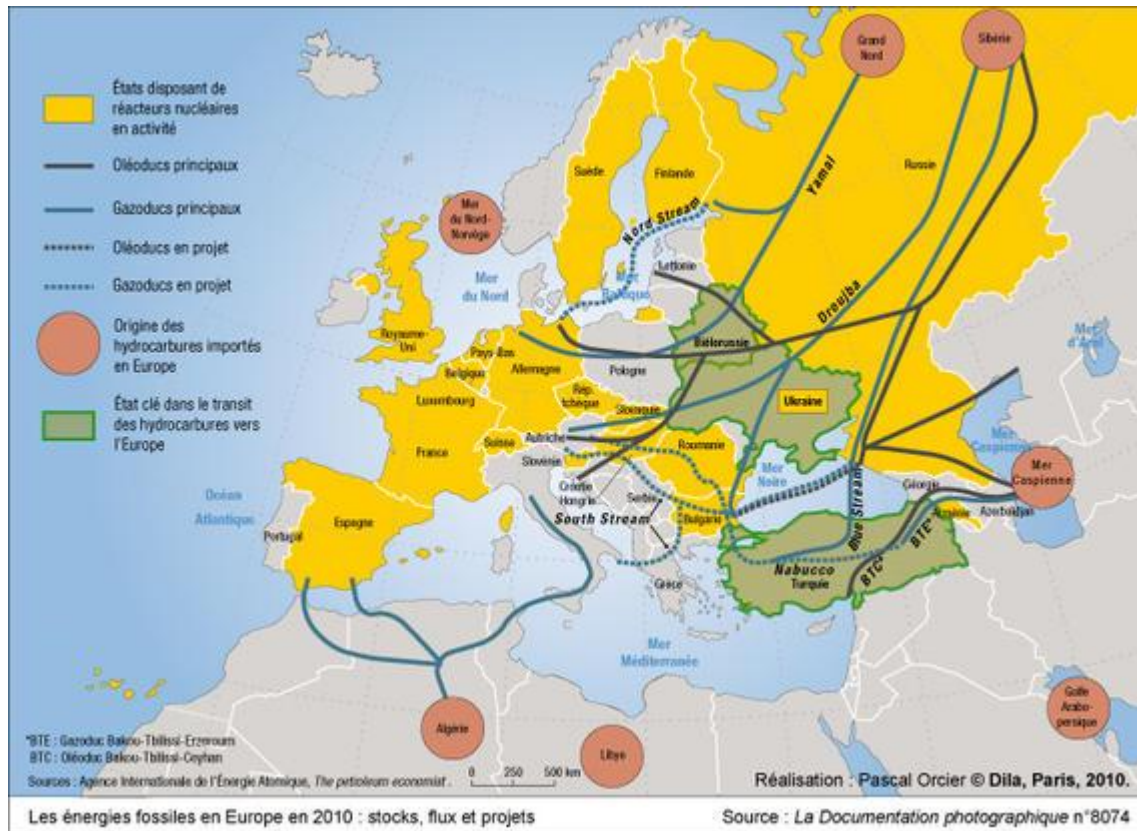 États disposant de
réacteurs nucléaires
en activité
Oléoducs principaux
Gazoducs principaux
Oléoducs en projet
Gazoducs en projet
Origine des
hydrocarbures importés
en Europe
État clé dans le transit
des hydrocarbures vers
l'Europe
Grand
Nord
Sibérie
Russie
Yamal
Suède
Finlande
Nord Stream
Mer
du Nord-
Norvège
Mer
du Nord
Lettonie
Mer
Baltique
Droujba
Mer
d'Aral
Royaume-
Uni
Pays-Bas
Belgique
Allemagne
Pologne
Biélorussie
Luxembourg
Rép.
tchèque
Slovaquie
Ukraine
France
Suisse
Autriche
Slovénie
Roumanie
Croatie
Hongrie
Serbie
Mer
Noire
Mer
Caspienne
Mer
Caspienne
Géorgie
Arménie
Azerbaïdjan
Océan
Atlantique
Portugal
Espagne
South Stream
Bulgarie
Blue Stream
BTE*
BTC*
Nabucco
Turquie
Grèce
Mer
Méditerranée
Golfe
Arabo-
persique
Algérie
Libye
*BTE : Gazoduc Bakou-Tbilissi-Erzeroum
BTC : Oléoduc Bakou-Tbilissi-Ceyhan
0 250 500 km
Sources : Agence Internationale de l'Énergie Atomique, The petroleum economist .
Réalisation : Pascal Orcier © Dila, Paris, 2010.
Les énergies fossiles en Europe en 2010 : stocks, flux et projets
Source : La Documentation photographique n°8074